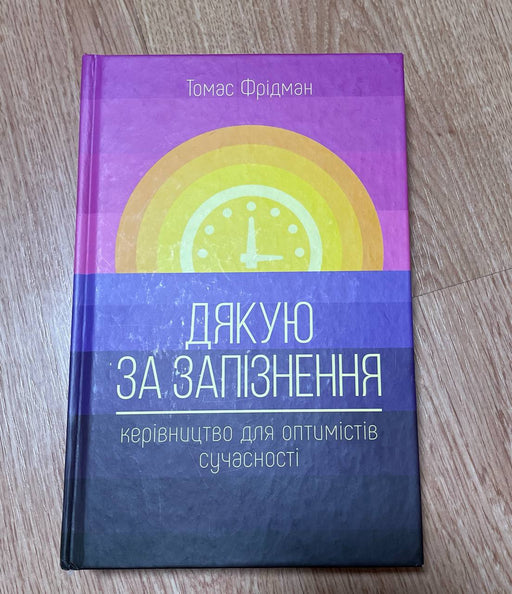 Томас Фрідман
ДЯКУЮ
ЗА ЗАПІЗНЕННЯ
керівництво для оптимістів
сучасності